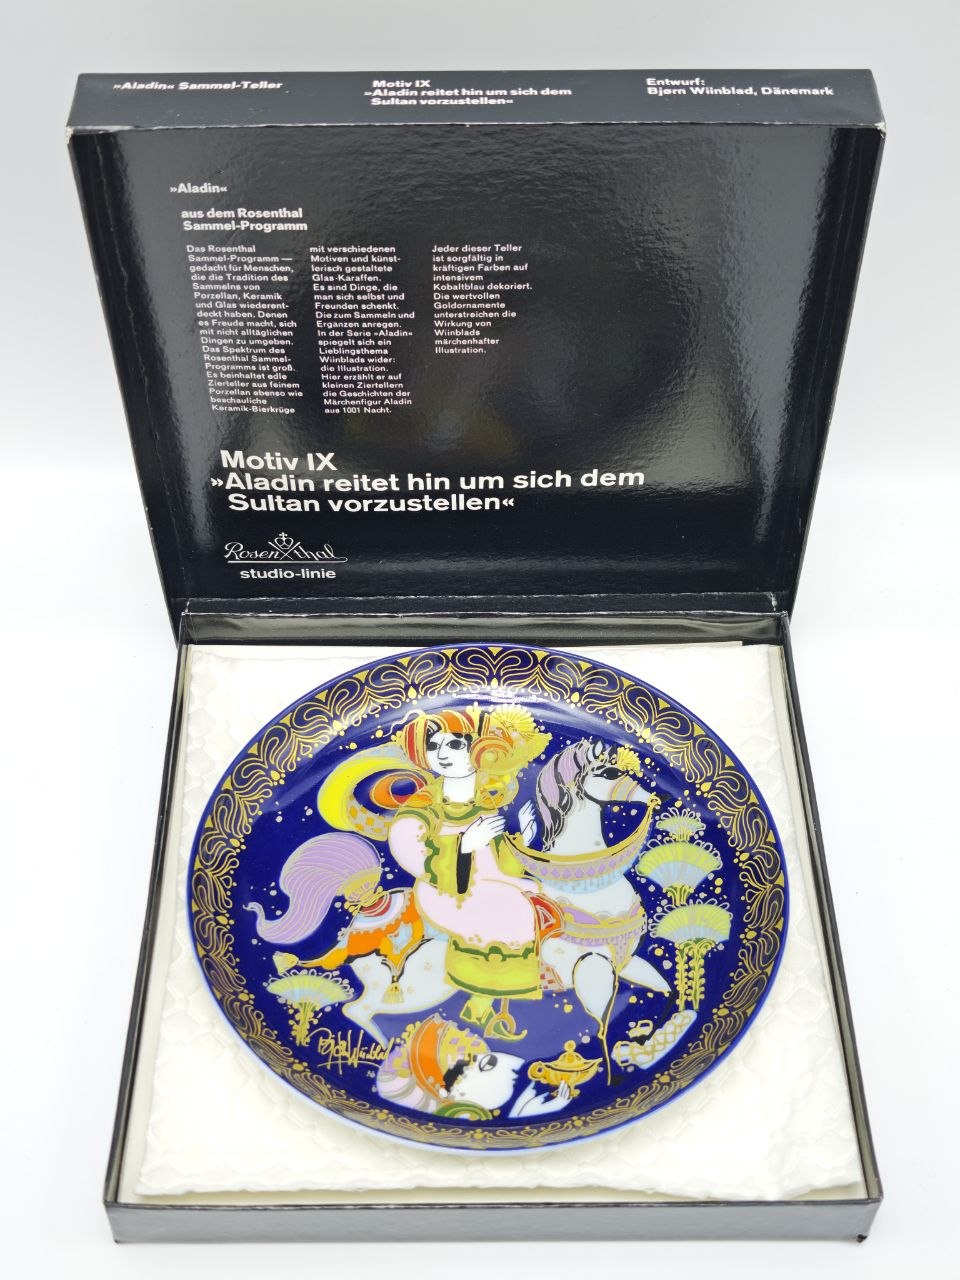 »Aladin« Sammel-Teller
Motiv IX
»Aladin reitet hin um sich dem
Sultan vorzustellen«
Entwurf:
Bjørn Wiinblad, Dänemark
»Aladin«
aus dem Rosenthal
Sammel-Programm
Das Rosenthal
Sammel-Programm —
gedacht für Menschen,
die die Tradition des
Sammelns von
Porzellan, Keramik
und Glas wiederent-
deckt haben. Denen
es Freude macht, sich
mit nicht alltäglichen
Dingen zu umgeben.
Das Spektrum des
Rosenthal Sammel-
Programms ist groß.
Es beinhaltet edle
Zierteller aus feinem
Porzellan ebenso wie
beschauliche
Keramik-Bierkrüge
mit verschiedenen
Motiven und künst-
lerisch gestaltete
Glas-Karaffen.
Es sind Dinge, die
man sich selbst und
Freunden schenkt.
Die zum Sammeln und
Ergänzen anregen.
In der Serie »Aladin«
spiegelt sich ein
Lieblingsthema
Wiinblads wider:
die Illustration.
Hier erzählt er auf
kleinen Ziertellern
die Geschichten der
Märchenfigur Aladin
aus 1001 Nacht.
Jeder dieser Teller
ist sorgfältig in
kräftigen Farben auf
intensivem
Kobaltblau dekoriert.
Die wertvollen
Goldornamente
unterstreichen die
Wirkung von
Wiinblads
märchenhafter
Illustration.
Motiv IX
»Aladin reitet hin um sich dem
Sultan vorzustellen«
Rosenthal
studio-linie
Bjørn Wiinblad